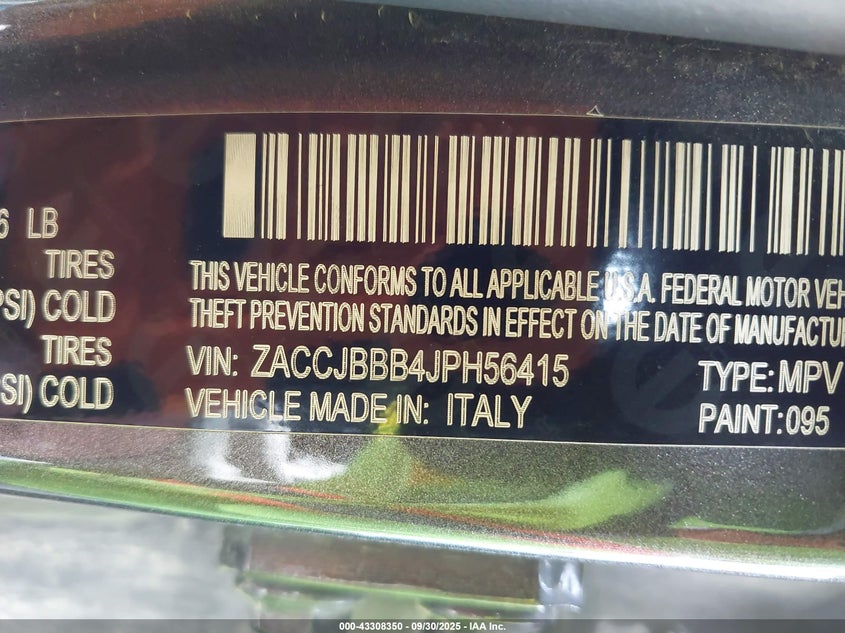 6 LB
TIRES
PSI) COLD
TIRES
SI) COLD
THIS VEHICLE CONFORMS TO ALL APPLICABLE U.S.A. FEDERAL MOTOR VEH
THEFT PREVENTION STANDARDS IN EFFECT ON THE DATE OF MANUFACTUR
VIN: ZACCJBBB4JPH56415 TYPE: MPV
VEHICLE MADE IN: ITALY PAINT: 095
000-43308350 - 09/30/2025 - IAA Inc.